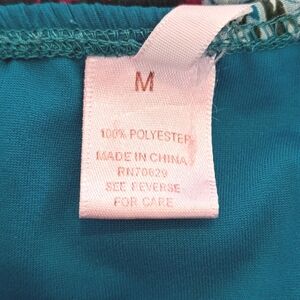 M
100% POLYESTER
MADE IN CHINA
RN70629
SEE REVERSE
FOR CARE